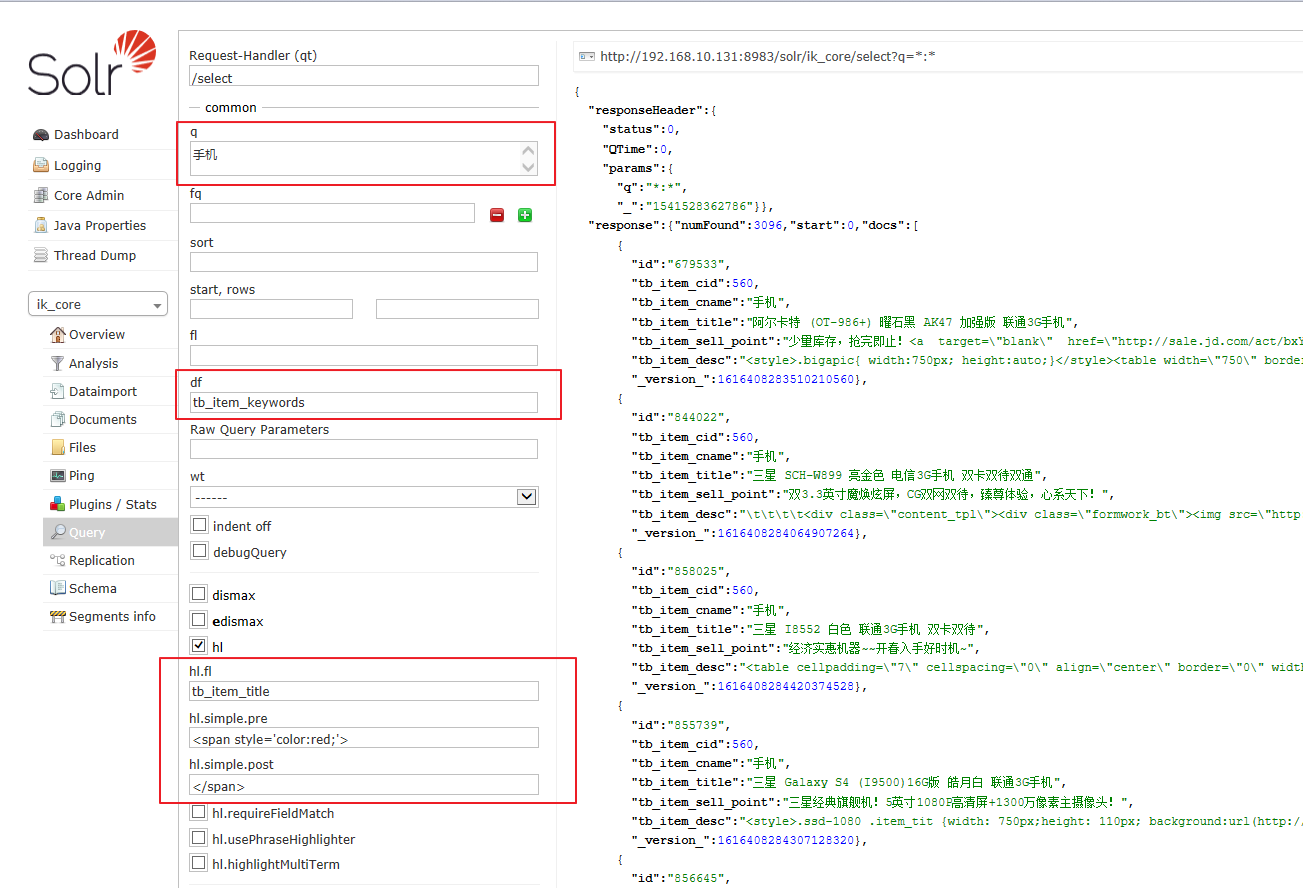 Solr
Dashboard
Logging
Core Admin
Java Properties
Thread Dump
ik_core
Overview
Analysis
Dataimport
Documents
Files
Ping
Plugins / Stats
Query
Replication
Schema
Segments info
Request-Handler (qt)
/select
common
q
手机
fq
sort
start, rows
fl
df
tb_item_keywords
Raw Query Parameters
wt
------
indent off
debugQuery
dismax
edismax
hl
hl.fl
tb_item_title
hl.simple.pre
<span style='color:red;'>
hl.simple.post
</span>
hl.requireFieldMatch
hl.usePhraseHighlighter
hl.highlightMultiTerm
http://192.168.10.131:8983/solr/ik_core/select?q=*:*
{
"responseHeader":{
"status":0,
"QTime":0,
"params":{
"q":"*:*",
"_":"1541528362786"}},
"response":{"numFound":3096,"start":0,"docs":[
{
"id":"679533",
"tb_item_cid":560,
"tb_item_cname":"手机",
"tb_item_title":"阿尔卡特 (OT-986+) 曜石黑 AK47 加强版 联通3G手机",
"tb_item_sell_point":"少量库存，抢完即止！<a  target=\"blank\"  href=\"http://sale.jd.com/act/bxY
"tb_item_desc":"<style>.bigapic{ width:750px; height:auto;}</style><table width=\"750\" border
"_version_":1616408283510210560},
{
"id":"844022",
"tb_item_cid":560,
"tb_item_cname":"手机",
"tb_item_title":"三星 SCH-W899 亮金色 电信3G手机 双卡双待双通",
"tb_item_sell_point":"双3.3英寸魔焕炫屏，CG双网双待，臻尊体验，心系天下！",
"tb_item_desc":"\t\t\t\t<div class=\"content_tpl\"><div class=\"formwork_bt\"><img src=\"http
"_version_":1616408284064907264},
{
"id":"858025",
"tb_item_cid":560,
"tb_item_cname":"手机",
"tb_item_title":"三星 I8552 白色 联通3G手机 双卡双待",
"tb_item_sell_point":"经济实惠机器~~开春入手好时机~",
"tb_item_desc":"<table cellpadding=\"7\" cellspacing=\"0\" align=\"center\" border=\"0\" widt
"_version_":1616408284420374528},
{
"id":"855739",
"tb_item_cid":560,
"tb_item_cname":"手机",
"tb_item_title":"三星 Galaxy S4 (I9500)16G版 皓月白 联通3G手机",
"tb_item_sell_point":"三星经典旗舰机！5英寸1080P高清屏+1300万像素主摄像头！",
"tb_item_desc":"<style>.ssd-1080 .item_tit {width: 750px;height: 110px; background:url(http:/
"_version_":1616408284307128320},
{
"id":"856645",